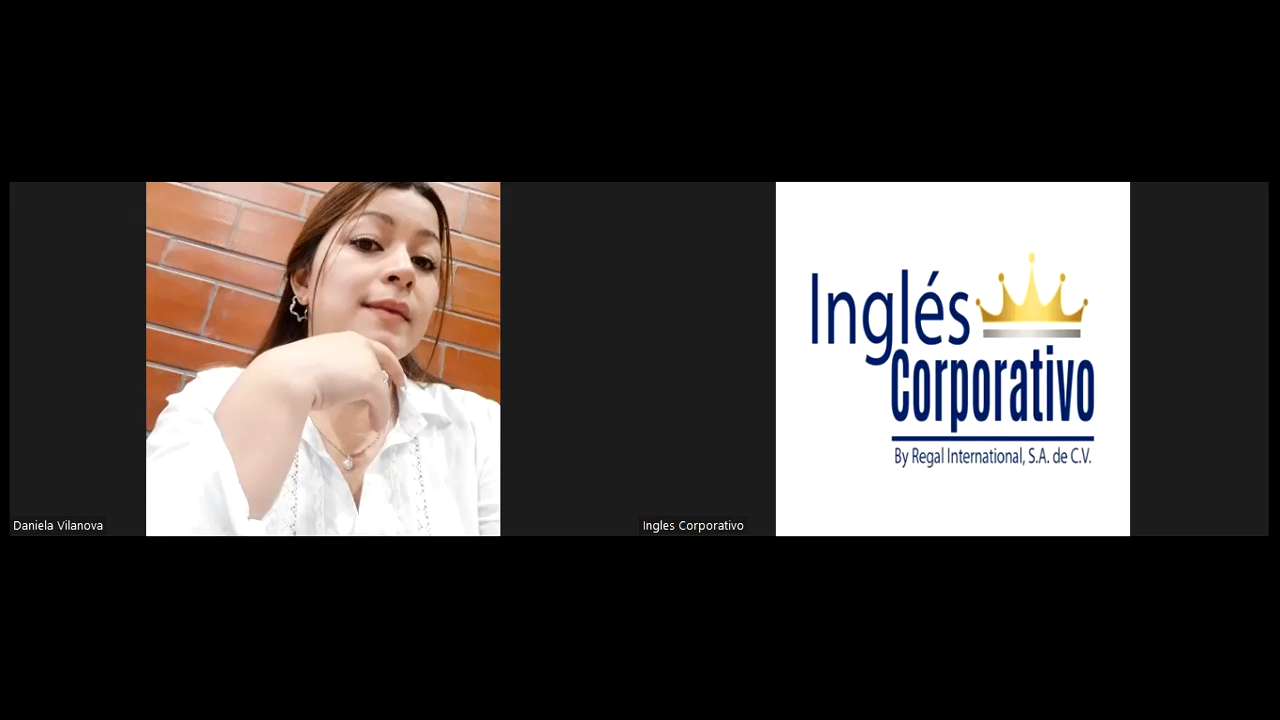 Inglés
Corporativo
By Regal International, S.A. de C.V.
Daniela Vilanova
Ingles Corporativo